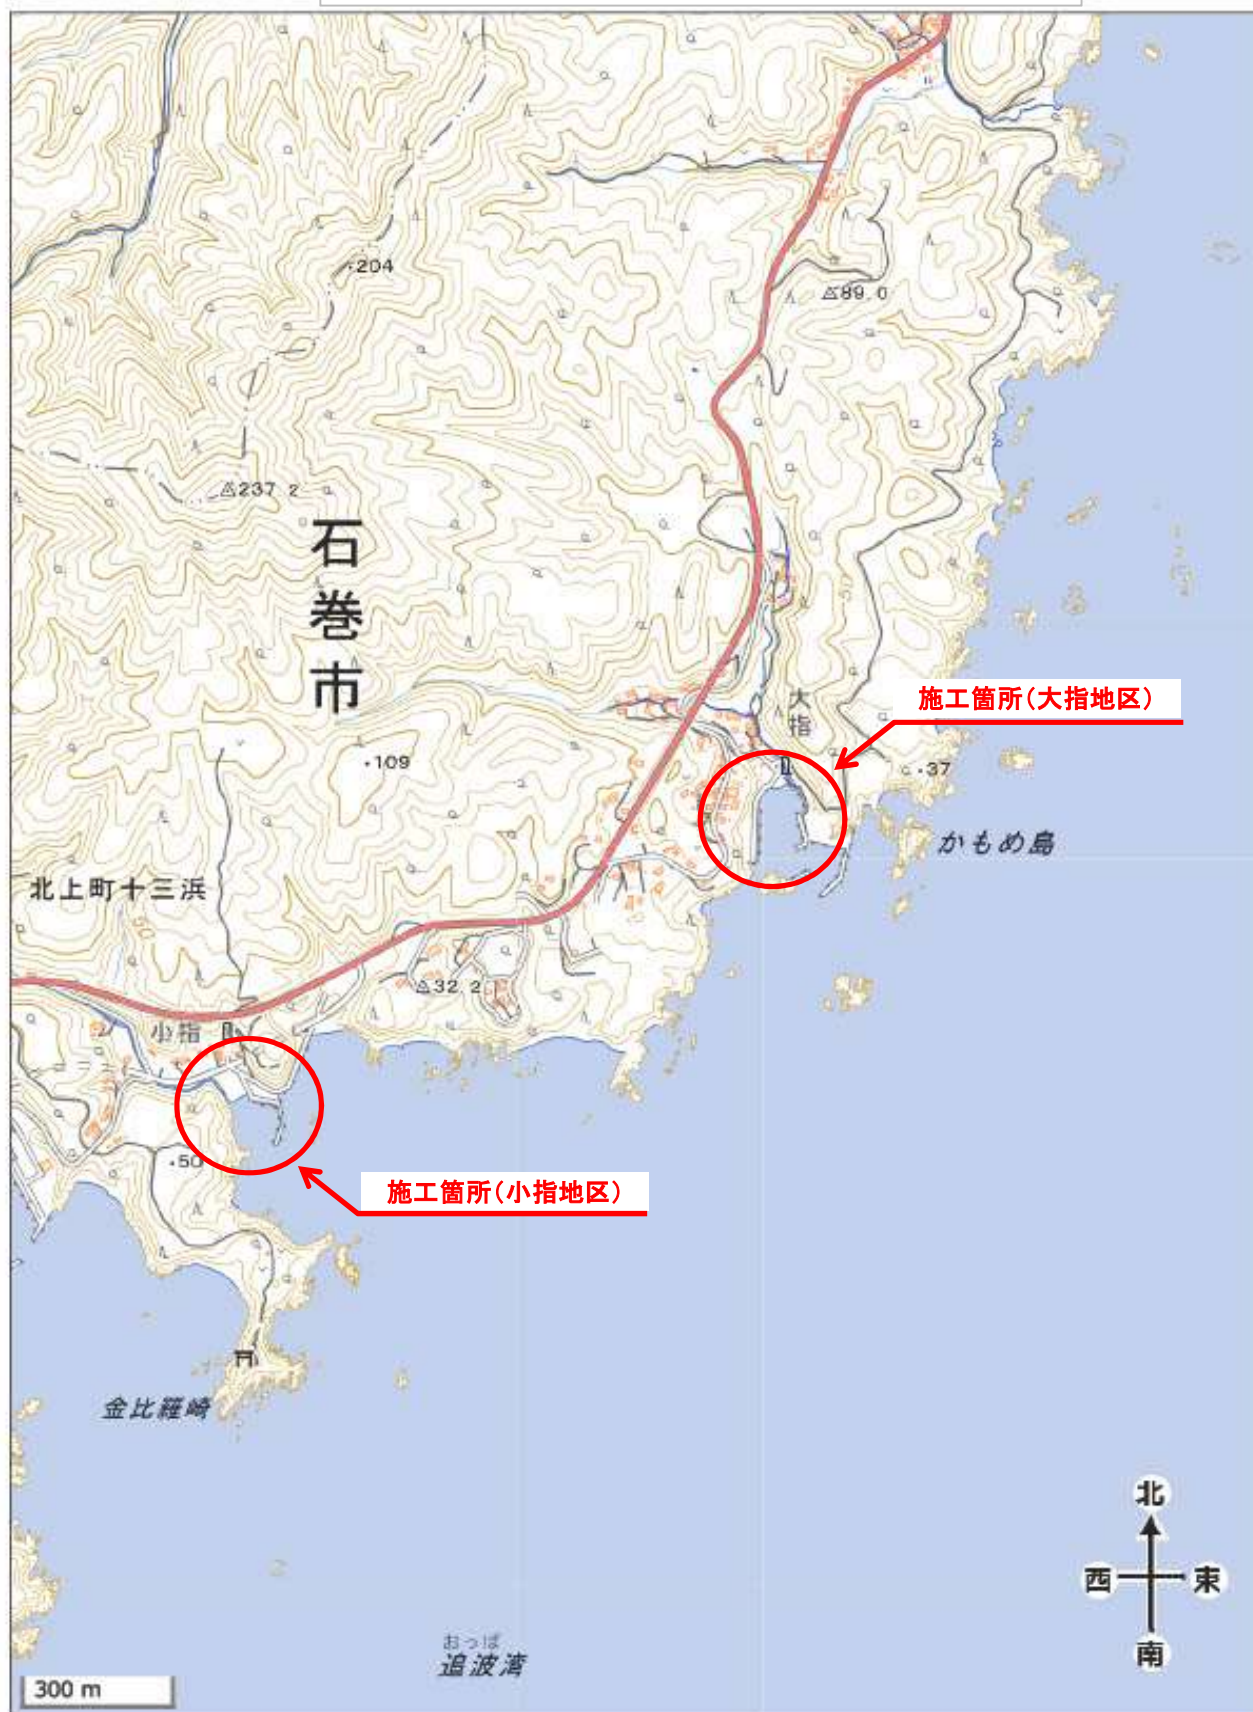 ・204
89.0
237.2
石巻市
大指
施工箇所(大指地区)
・109
・37
かもめ島
北上町十三浜
32.2
小指
・50
施工箇所(小指地区)
金比羅崎
北
西
東
南
おっぱ
追波湾
300 m